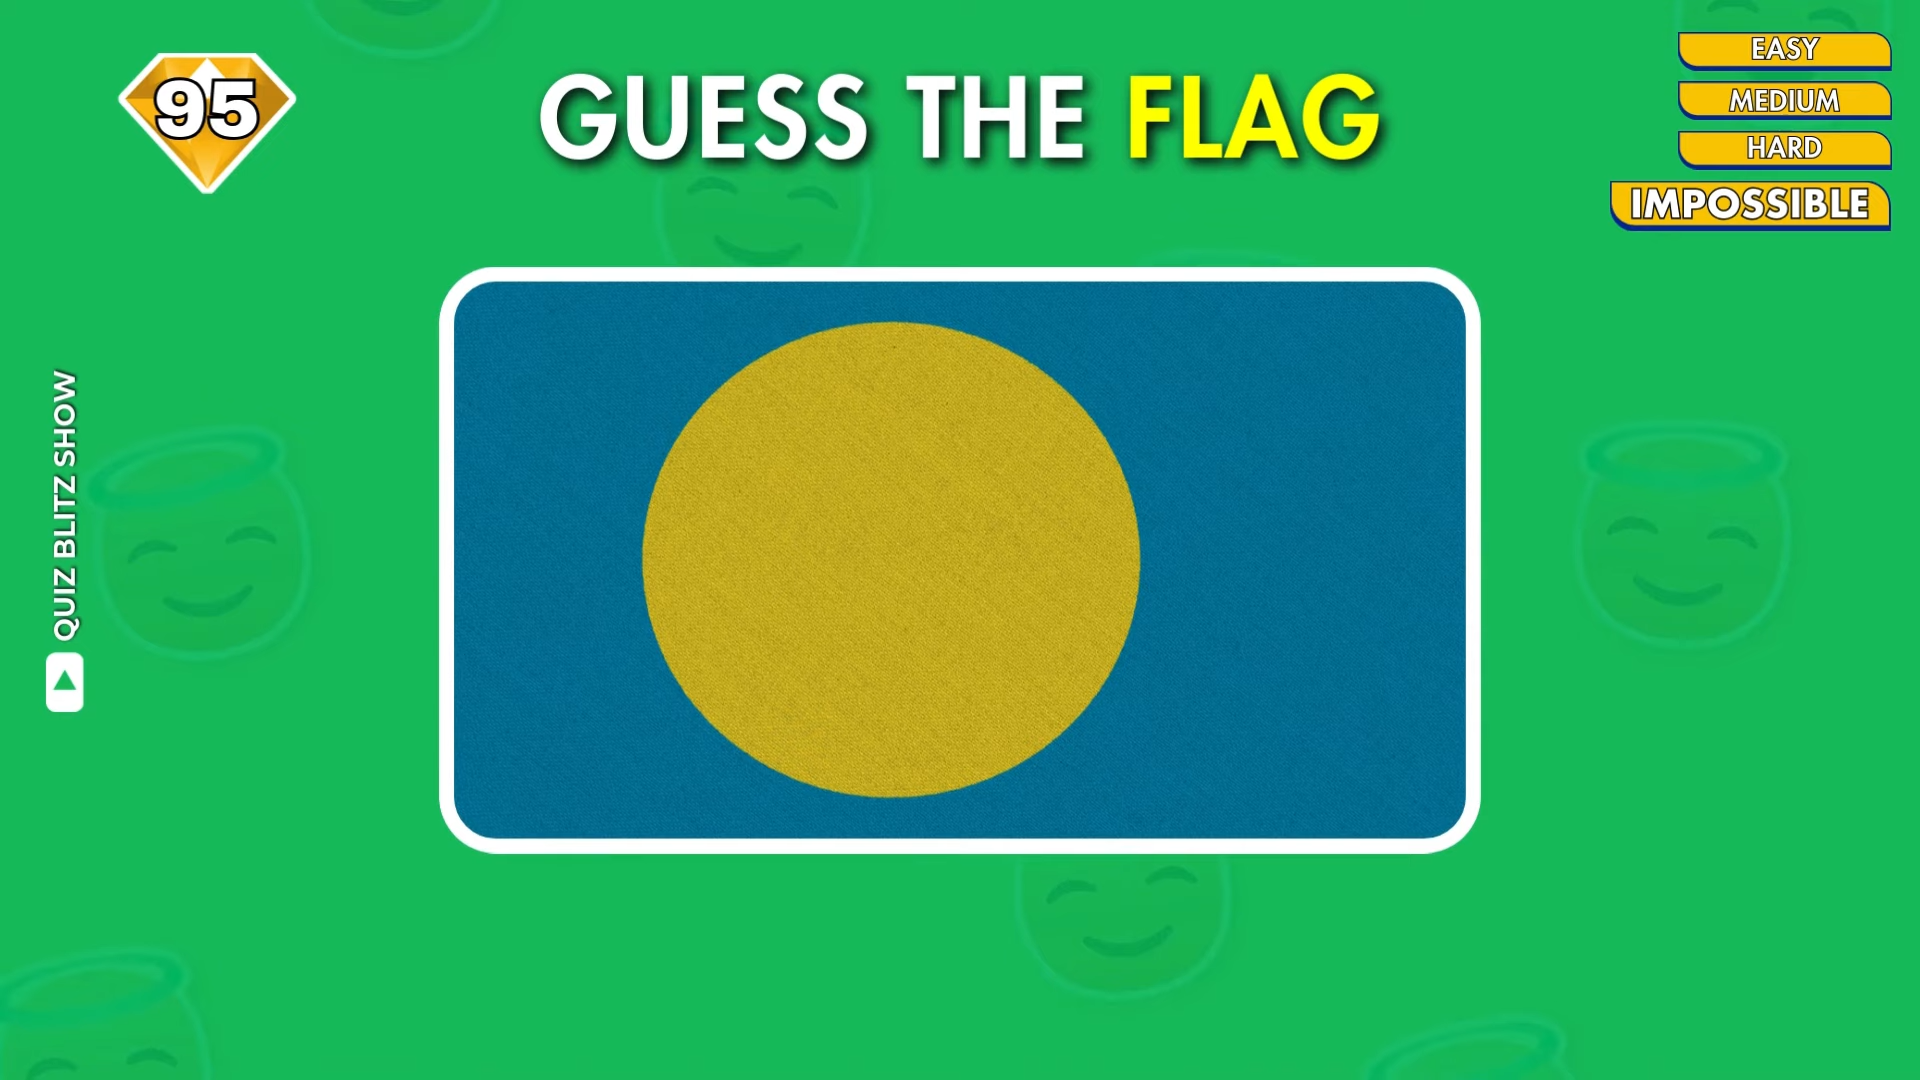 95
GUESS THE FLAG
EASY
MEDIUM
HARD
IMPOSSIBLE
QUIZ BLITZ SHOW